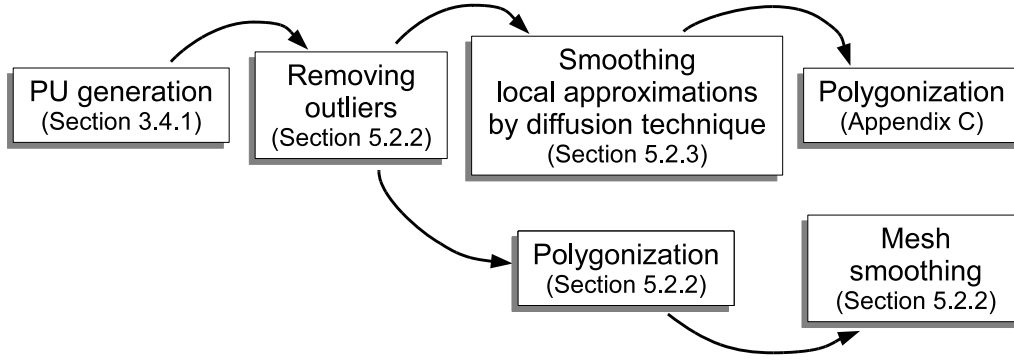 PU generation
(Section 3.4.1)
Removing
outliers
(Section 5.2.2)
Smoothing
local approximations
by diffusion technique
(Section 5.2.3)
Polygonization
(Appendix C)
Polygonization
(Section 5.2.2)
Mesh
smoothing
(Section 5.2.2)